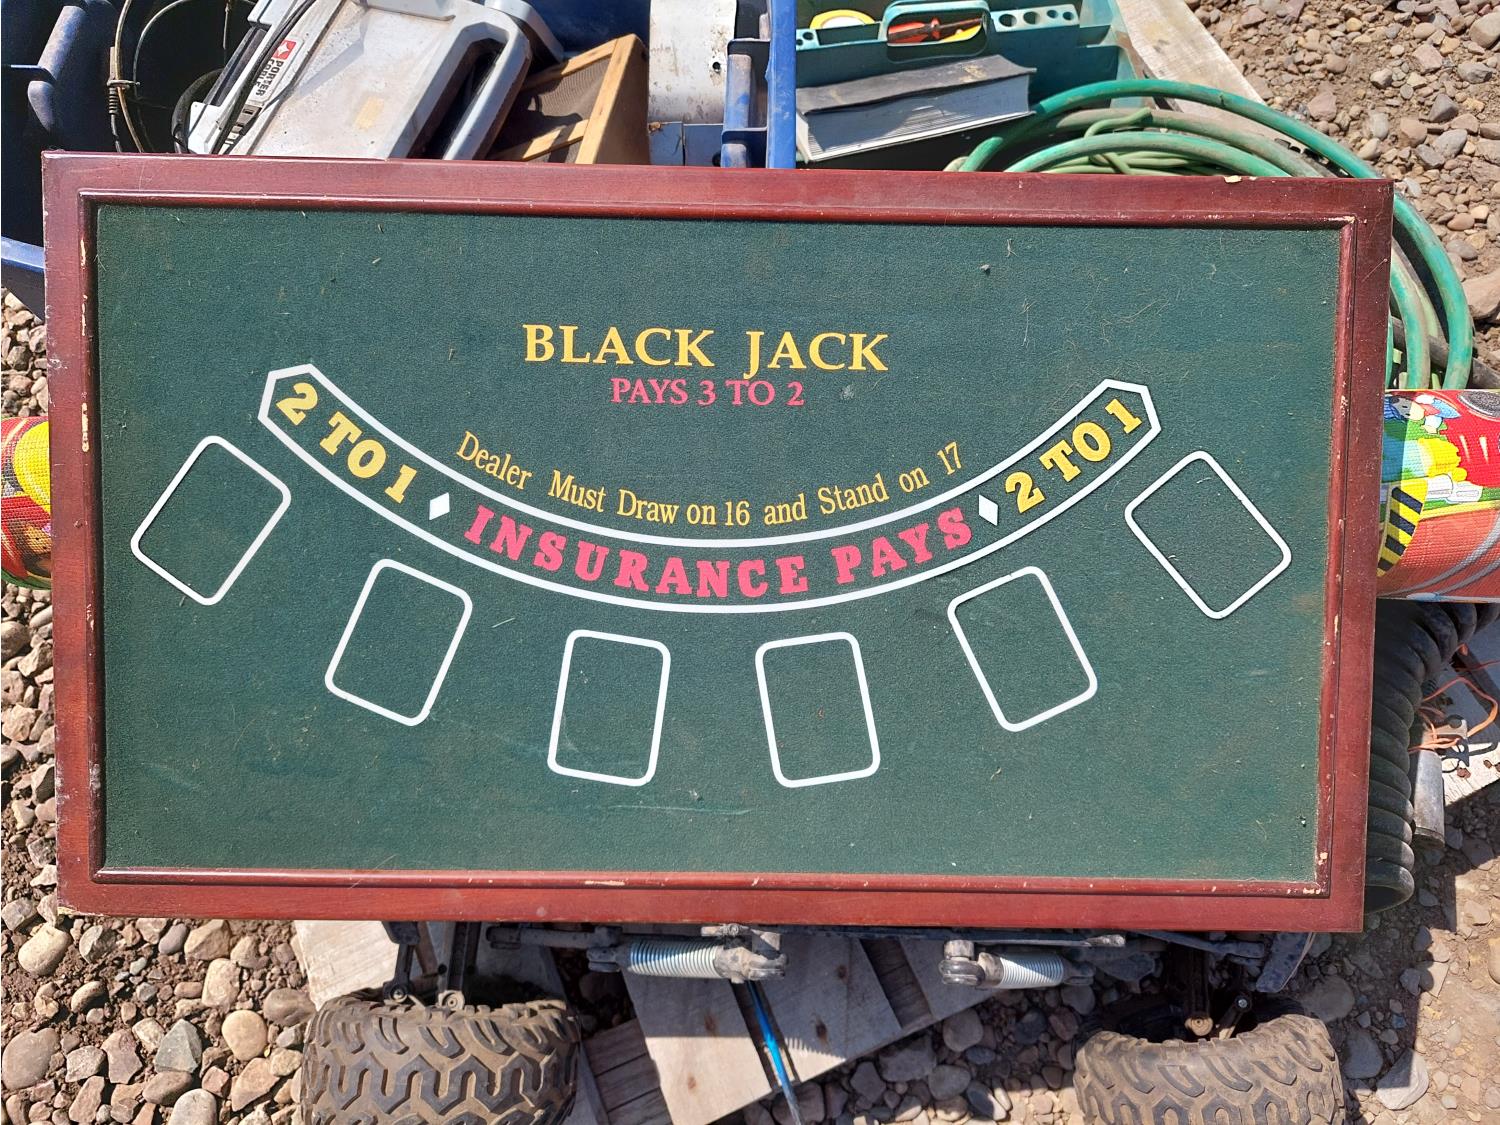 PORTER
CABLE
BLACK JACK
PAYS 3 TO 2
Dealer Must Draw on 16 and Stand on 17
2 TO 1 INSURANCE PAYS 2 TO 1